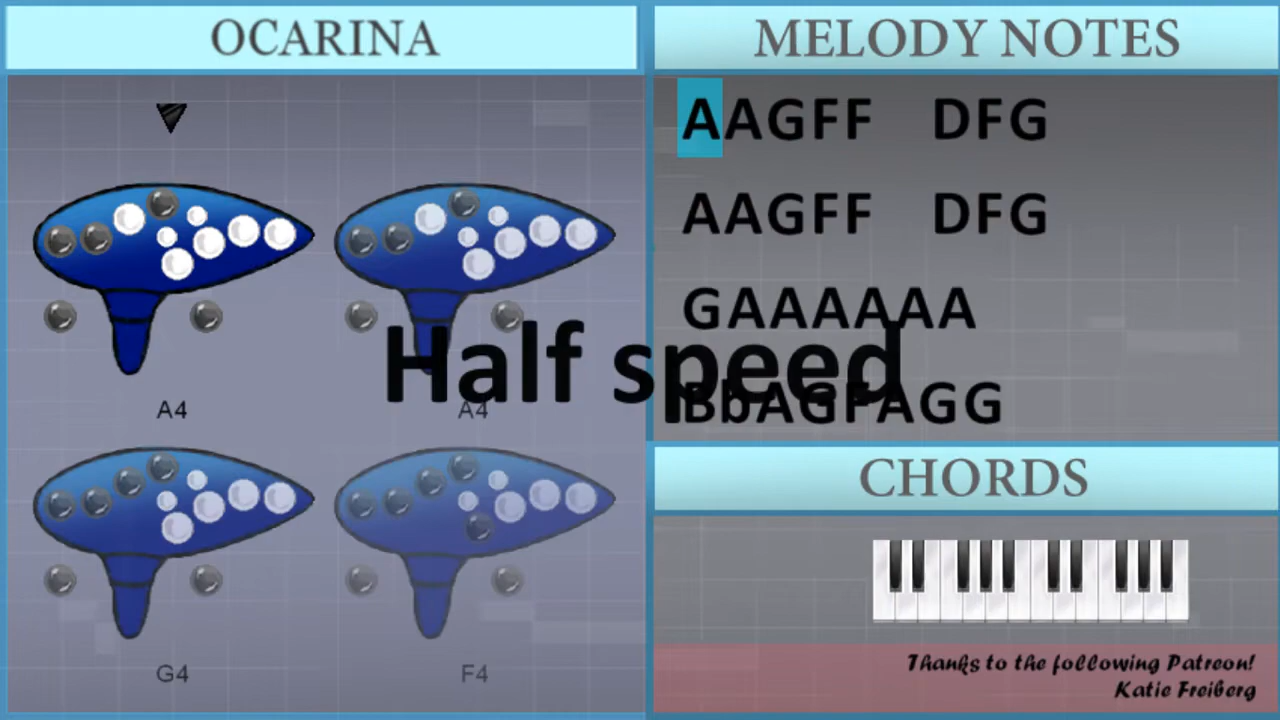 OCARINA
A4
A4
G4
F4
Half speed
MELODY NOTES
AAGFF DFG
AAGFF DFG
GAAAAAA
BbAGFAGG
CHORDS
Thanks to the following Patreon!
Katie Freiberg